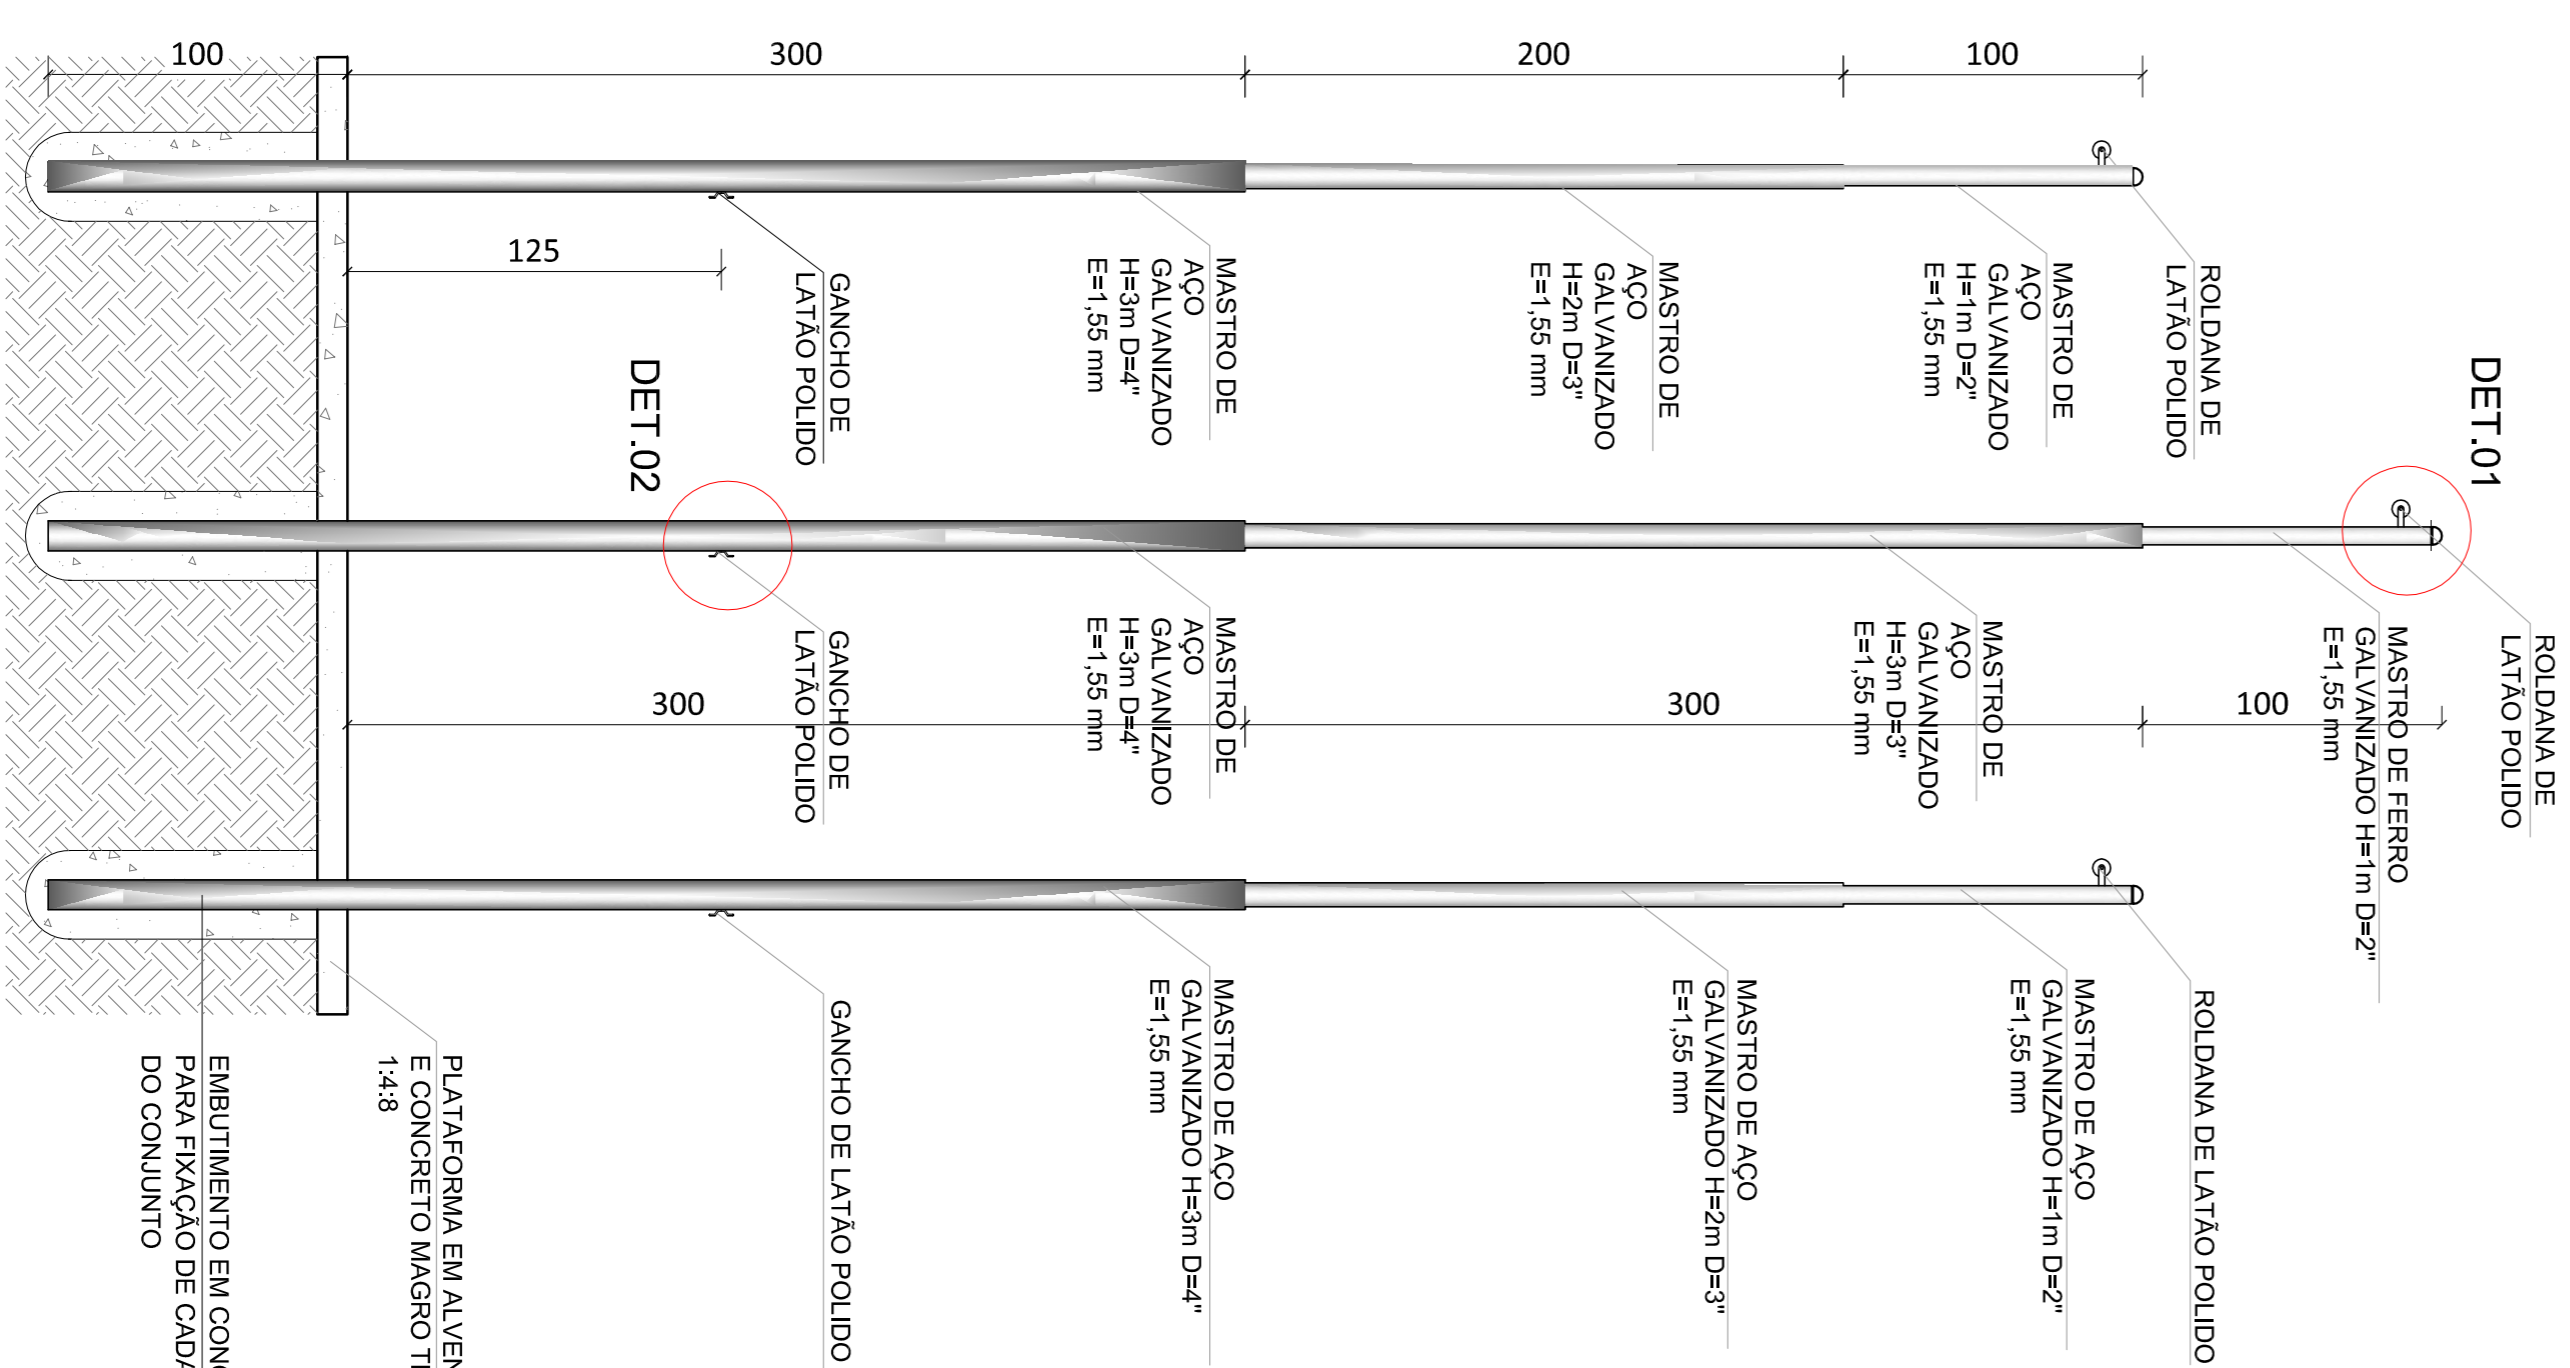 100
300
200
100
ROLDANA DE
LATÃO POLIDO
MASTRO DE
AÇO
GALVANIZADO
H=1m D=2"
E=1,55 mm
MASTRO DE
AÇO
GALVANIZADO
H=2m D=3"
E=1,55 mm
MASTRO DE
AÇO
GALVANIZADO
H=3m D=4"
E=1,55 mm
GANCHO DE
LATÃO POLIDO
125
DET.01
DET.02
ROLDANA DE
LATÃO POLIDO
MASTRO DE FERRO
GALVANIZADO H=1m D=2"
E=1,55 mm
MASTRO DE
AÇO
GALVANIZADO
H=3m D=3"
E=1,55 mm
MASTRO DE
AÇO
GALVANIZADO
H=3m D=4"
E=1,55 mm
GANCHO DE
LATÃO POLIDO
300
300
100
ROLDANA DE LATÃO POLIDO
MASTRO DE AÇO
GALVANIZADO H=1m D=2"
E=1,55 mm
MASTRO DE AÇO
GALVANIZADO H=2m D=3"
E=1,55 mm
MASTRO DE AÇO
GALVANIZADO H=3m D=4"
E=1,55 mm
GANCHO DE LATÃO POLIDO
PLATAFORMA EM
E CONCRETO MAGRO
1:4:8
EMBUTIMENTO EM
PARA FIXAÇÃO DE CADA
DO CONJUNTO